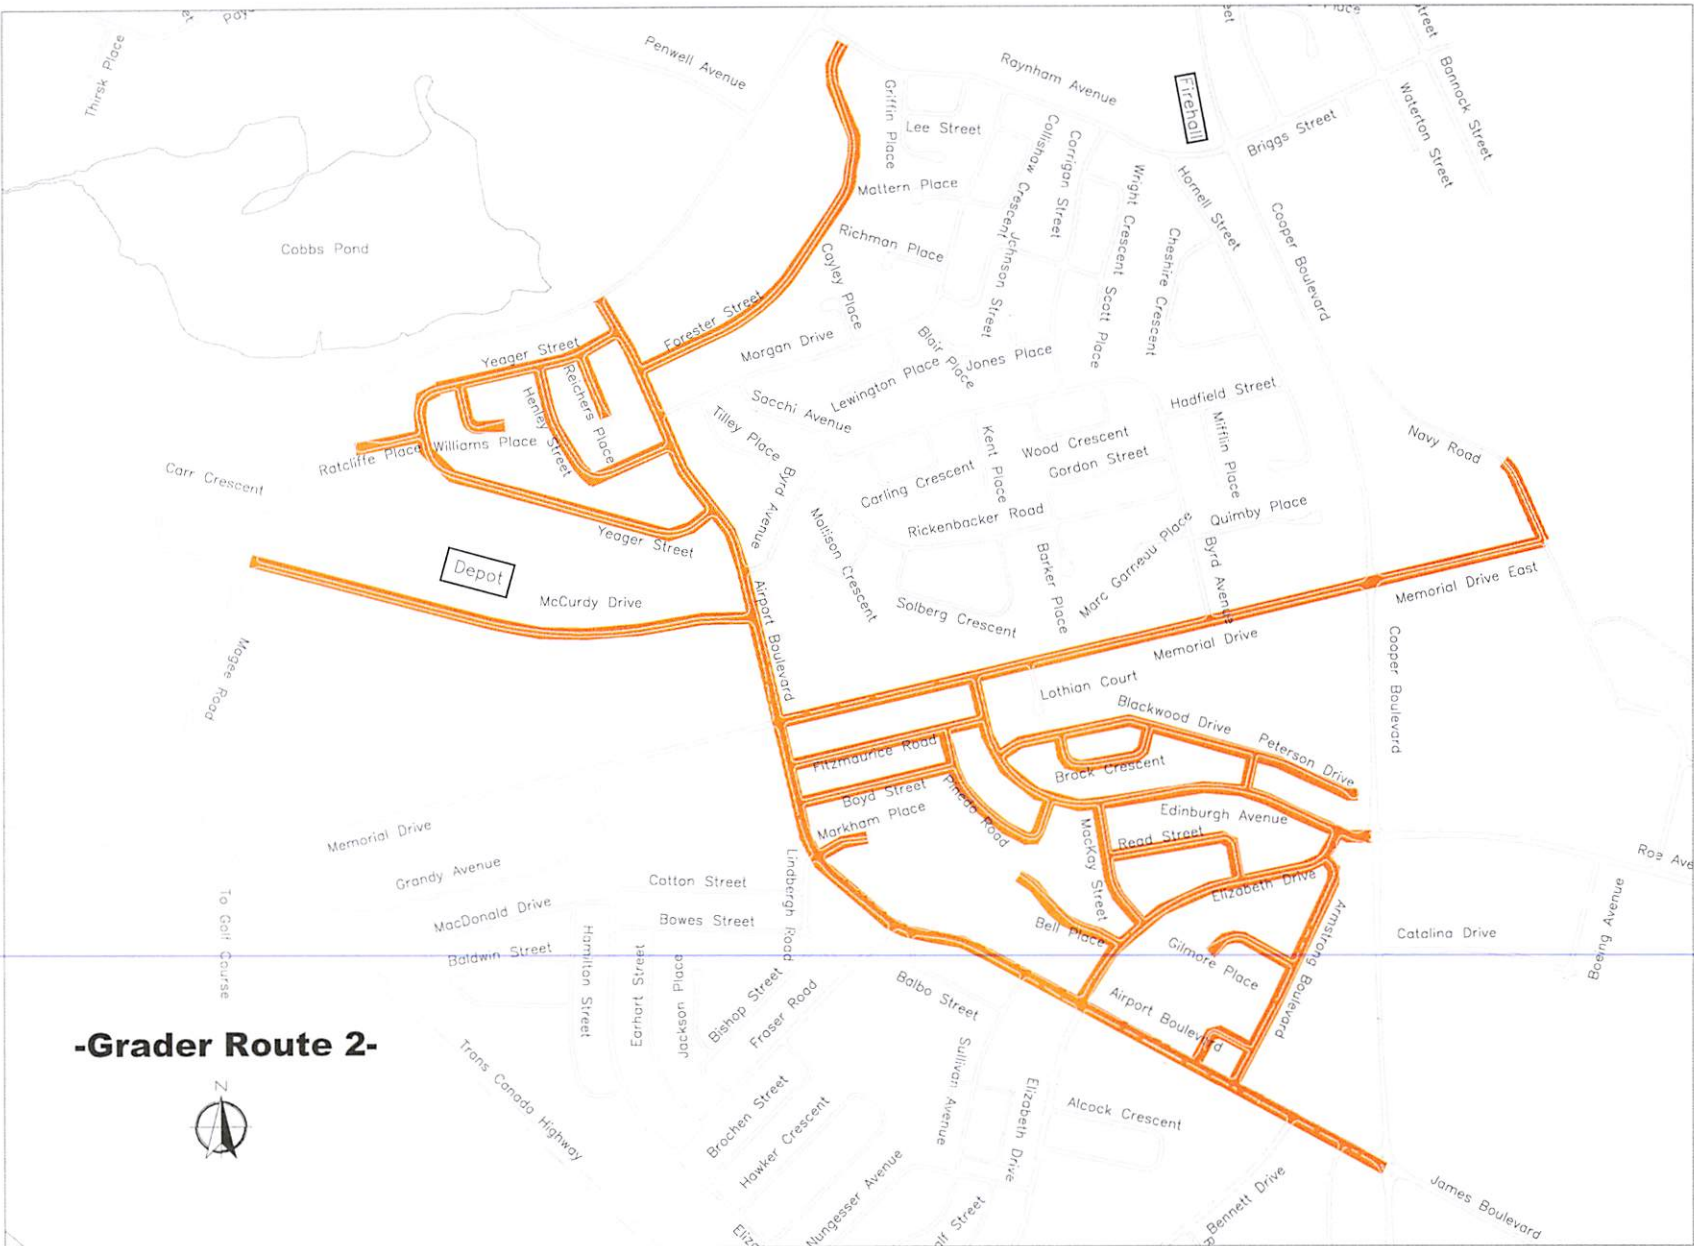 Thirsk Place
Penwell Avenue
Raynham Avenue
Firehall
Briggs Street
Bannock Street
Waterton Street
Griffin Place
Lee Street
Collishaw Crescent
Corrigan Street
Mattern Place
Wright Crescent
Hornell Street
Cooper Boulevard
Richman Place
Cayley Place
Johnson Street
Scott Place
Cheshire Crescent
Cobbs Pond
Forester Street
Morgan Drive
Blair Place
Jones Place
Yeager Street
Reichers Place
Henley Street
Lewington Place
Sacchi Avenue
Hadfield Street
Tilley Place
Mifflin Place
Navy Road
Williams Place
Ratcliffe Place
Kent Place
Wood Crescent
Gordon Street
Carr Crescent
Carling Crescent
Byrd Avenue
Mallison Crescent
Rickenbacker Road
Quimby Place
Marc Garneau Place
Yeager Street
Barker Place
Byrd Avenue
Depot
McCurdy Drive
Airport Boulevard
Solberg Crescent
Memorial Drive East
Memorial Drive
Magee Road
Lothian Court
Cooper Boulevard
Blackwood Drive
Peterson Drive
Fitzmaurice Road
Brock Crescent
Boyd Street
Pinedo Road
Markham Place
Edinburgh Avenue
MacKay Street
Read Street
Memorial Drive
Lindbergh Road
Grandy Avenue
Cotton Street
Elizabeth Drive
To Golf Course
MacDonald Drive
Bowes Street
Bell Place
Armstrong Boulevard
Catalina Drive
Boeing Avenue
Baldwin Street
Hamilton Street
Earhart Street
Jackson Place
Gilmore Place
Bishop Street
Fraser Road
Balbo Street
Airport Boulevard
-Grader Route 2-
N
Trans Canada Highway
Sullivan Avenue
Elizabeth Drive
Alcock Crescent
Brochen Street
Hawker Crescent
Nungesser Avenue
Bennett Drive
James Boulevard